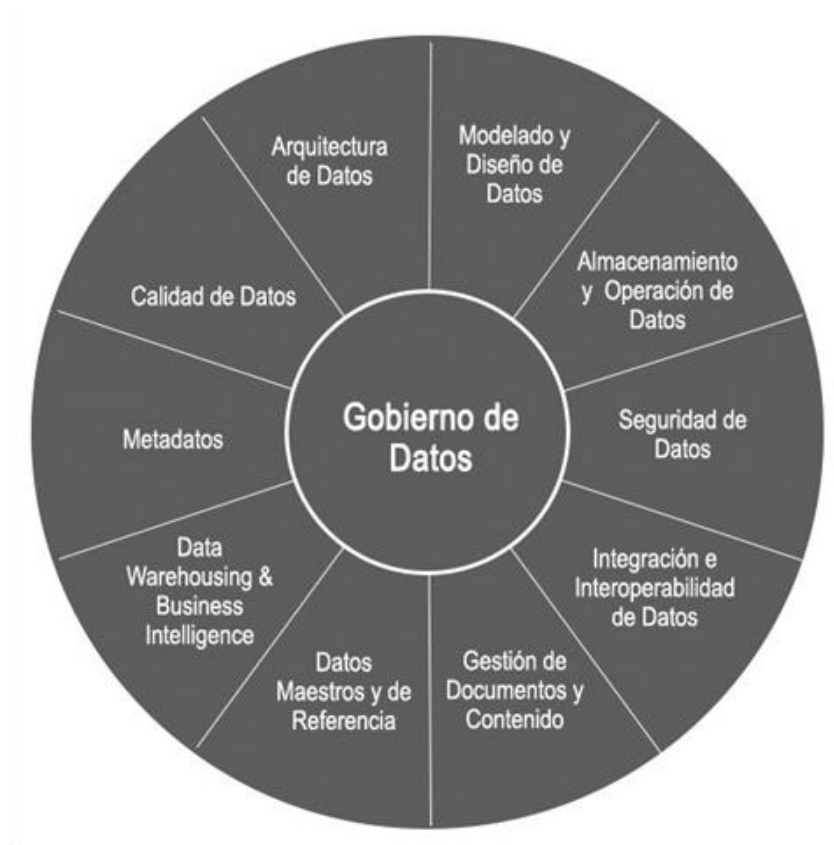 Arquitectura
de Datos
Modelado y
Diseño de
Datos
Almacenamiento
y Operación de
Datos
Seguridad de
Datos
Integración e
Interoperabilidad
de Datos
Gestión de
Documentos y
Contenido
Datos
Maestros y de
Referencia
Data
Warehousing &
Business
Intelligence
Metadatos
Calidad de Datos
Gobierno de
Datos